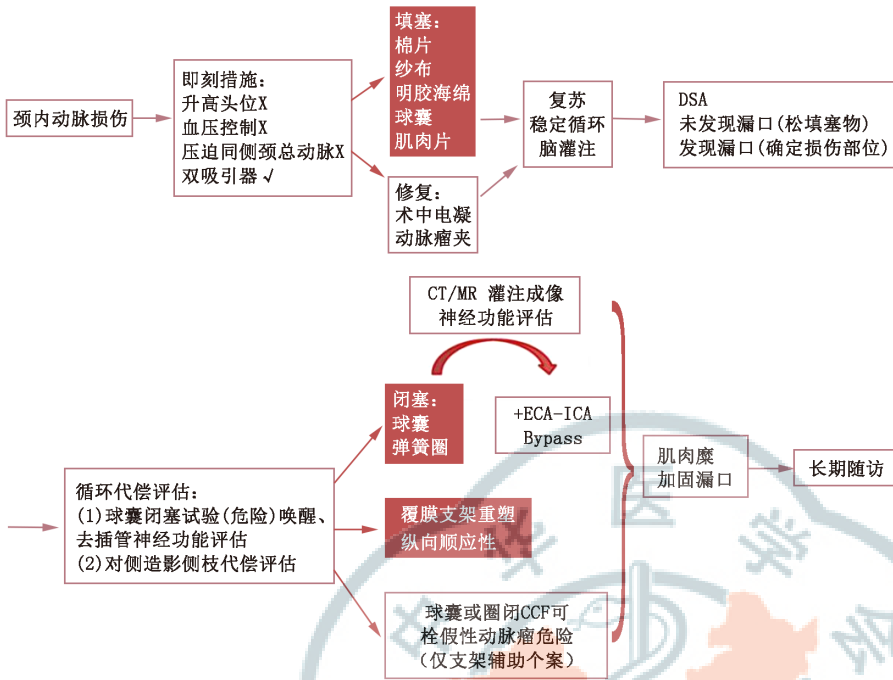 颈内动脉损伤
即刻措施：
升高头位X
血压控制X
压迫同侧颈总动脉X
双吸引器√
填塞：
棉片
纱布
明胶海绵
球囊
肌肉片
修复：
术中电凝
动脉瘤夹
复苏
稳定循环
脑灌注
DSA
未发现漏口(松填塞物)
发现漏口(确定损伤部位)
循环代偿评估：
(1)球囊闭塞试验(危险)唤醒、
去插管神经功能评估
(2)对侧造影侧枝代偿评估
CT/MR 灌注成像
神经功能评估
闭塞：
球囊
弹簧圈
+ECA-ICA
Bypass
覆膜支架重塑
纵向顺应性
球囊或圈闭CCF可
栓假性动脉瘤危险
(仅支架辅助个案)
肌肉糜
加固漏口
长期随访
中华医学会